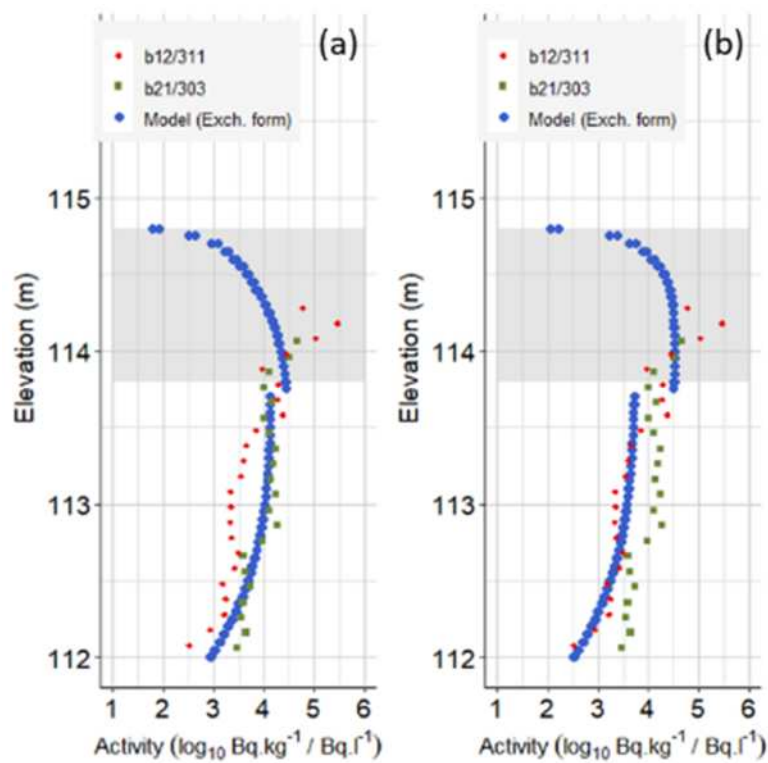 (a)
b12/311
b21/303
Model (Exch. form)
115
114
113
112
Elevation (m)
1 2 3 4 5 6
Activity (log₁₀ Bq.kg⁻¹ / Bq.l⁻¹)
(b)
b12/311
b21/303
Model (Exch. form)
115
114
113
112
Elevation (m)
1 2 3 4 5 6
Activity (log₁₀ Bq.kg⁻¹ / Bq.l⁻¹)